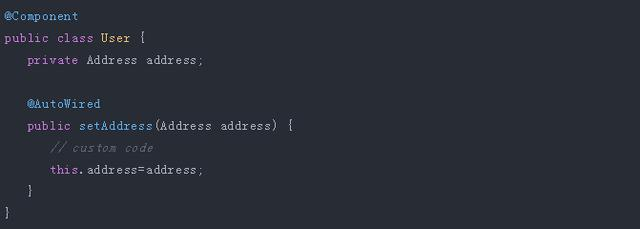 @Component
public class User {
   private Address address;

   @AutoWired
   public setAddress(Address address) {
      // custom code
      this.address=address;
   }
}